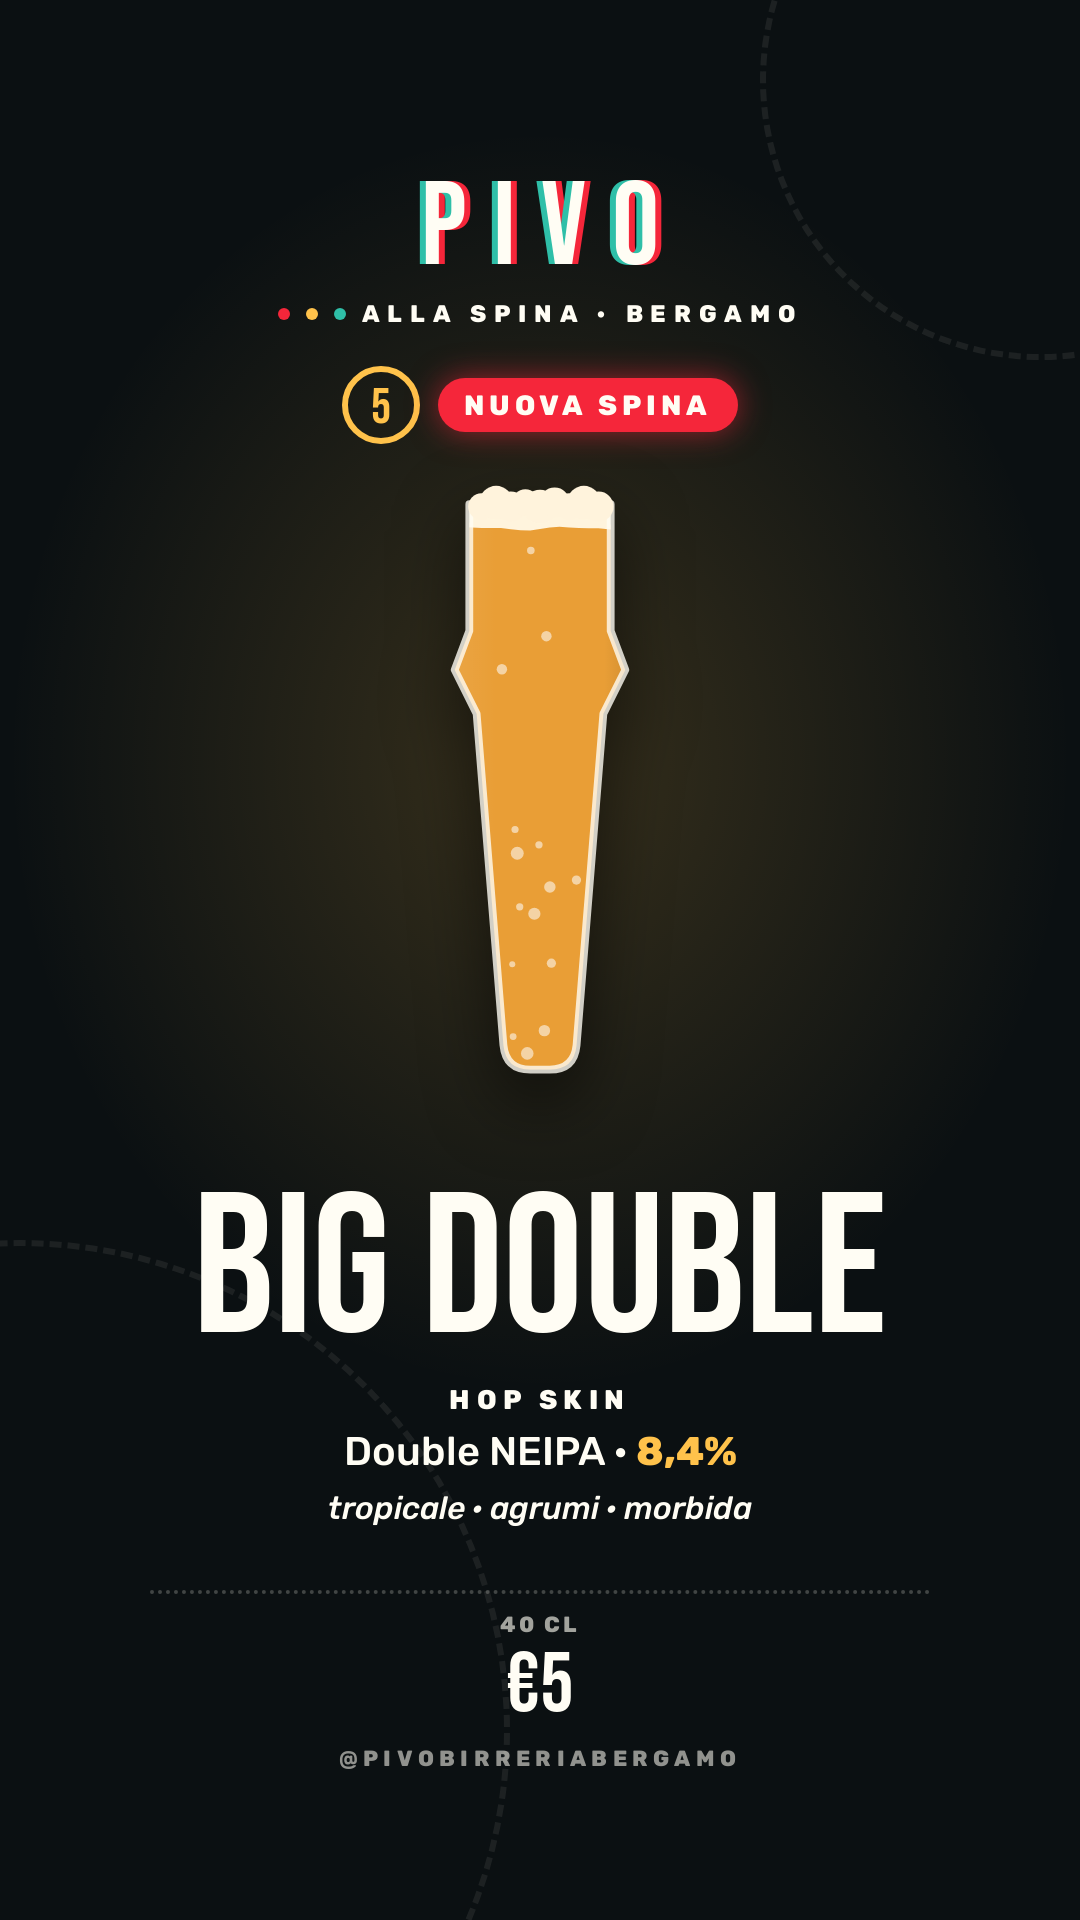 PIVO
ALLA SPINA · BERGAMO
5 NUOVA SPINA
BIG DOUBLE
HOP SKIN
Double NEIPA · 8,4%
tropicale · agrumi · morbida
40 CL
€5
@PIVOBIRRERIABERGAMO